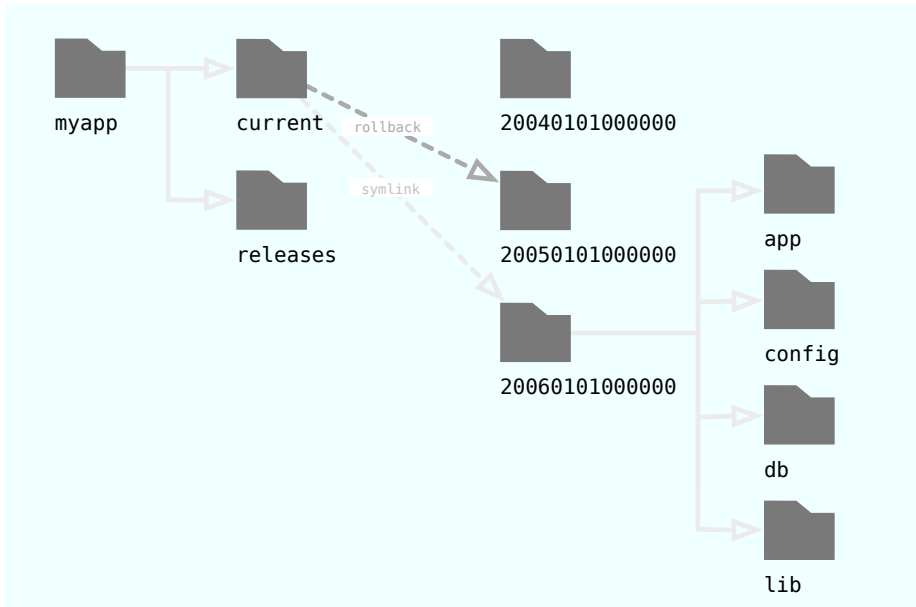 myapp
current
20040101000000
rollback
symlink
releases
20050101000000
app
20060101000000
config
db
lib